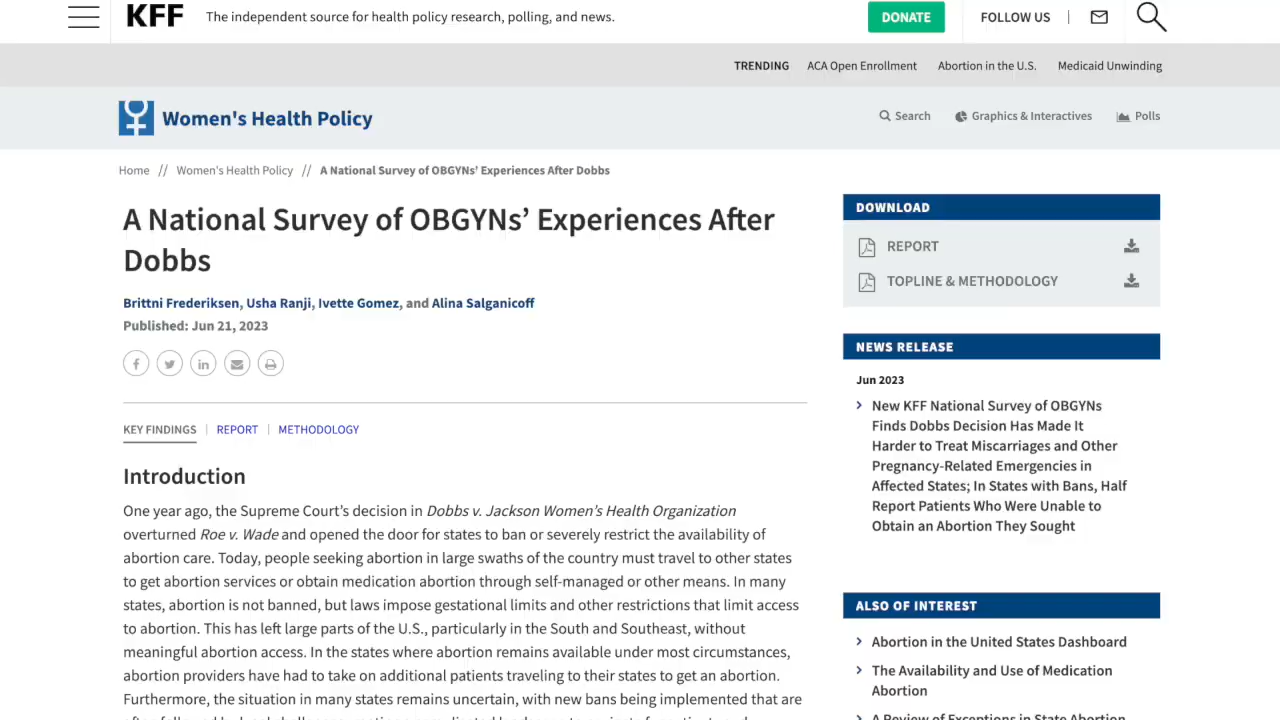 KFF
The independent source for health policy research, polling, and news.
DONATE
FOLLOW US
TRENDING
ACA Open Enrollment
Abortion in the U.S.
Medicaid Unwinding
Women's Health Policy
Search
Graphics & Interactives
Polls
Home // Women's Health Policy // A National Survey of OBGYNs’ Experiences After Dobbs
A National Survey of OBGYNs’ Experiences After
Dobbs
Brittni Frederiksen, Usha Ranji, Ivette Gomez, and Alina Salganicoff
Published: Jun 21, 2023
KEY FINDINGS | REPORT | METHODOLOGY
Introduction
One year ago, the Supreme Court’s decision in Dobbs v. Jackson Women’s Health Organization
overturned Roe v. Wade and opened the door for states to ban or severely restrict the availability of
abortion care. Today, people seeking abortion in large swaths of the country must travel to other states
to get abortion services or obtain medication abortion through self-managed or other means. In many
states, abortion is not banned, but laws impose gestational limits and other restrictions that limit access
to abortion. This has left large parts of the U.S., particularly in the South and Southeast, without
meaningful abortion access. In the states where abortion remains available under most circumstances,
abortion providers have had to take on additional patients traveling to their states to get an abortion.
Furthermore, the situation in many states remains uncertain, with new bans being implemented that are
DOWNLOAD
REPORT
TOPLINE & METHODOLOGY
NEWS RELEASE
Jun 2023
New KFF National Survey of OBGYNs
Finds Dobbs Decision Has Made It
Harder to Treat Miscarriages and Other
Pregnancy-Related Emergencies in
Affected States; In States with Bans, Half
Report Patients Who Were Unable to
Obtain an Abortion They Sought
ALSO OF INTEREST
Abortion in the United States Dashboard
The Availability and Use of Medication
Abortion
A Review of Exceptions in State Abortion